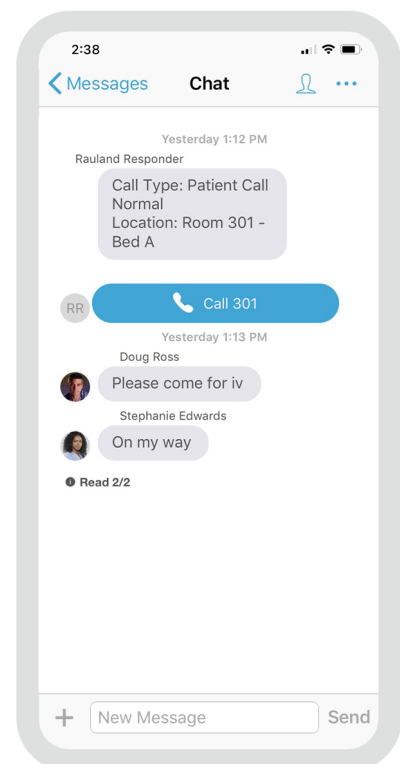 2:38
Messages
Chat
Yesterday 1:12 PM
Rauland Responder
Call Type: Patient Call
Normal
Location: Room 301 -
Bed A
RR
Call 301
Yesterday 1:13 PM
Doug Ross
Please come for iv
Stephanie Edwards
On my way
Read 2/2
New Message
Send